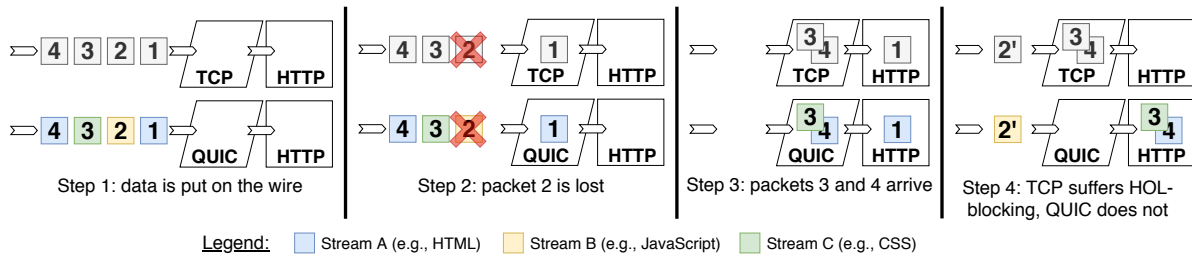 4 3 2 1 TCP HTTP
4 3 2 1 QUIC HTTP
Step 1: data is put on the wire
4 3 2 1 TCP HTTP
4 3 2 1 QUIC HTTP
Step 2: packet 2 is lost
3 4 TCP 1 HTTP
3 4 QUIC 1 HTTP
Step 3: packets 3 and 4 arrive
2' 3 4 TCP HTTP
2' QUIC 3 4 HTTP
Step 4: TCP suffers HOL-
blocking, QUIC does not
Legend: Stream A (e.g., HTML) Stream B (e.g., JavaScript) Stream C (e.g., CSS)